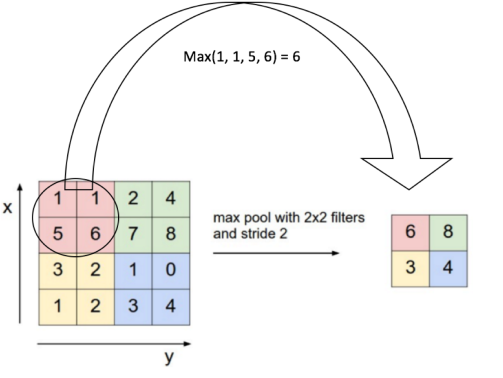 Max(1, 1, 5, 6) = 6
x
1 1 2 4
5 6 7 8
3 2 1 0
1 2 3 4
y
max pool with 2x2 filters
and stride 2
6 8
3 4